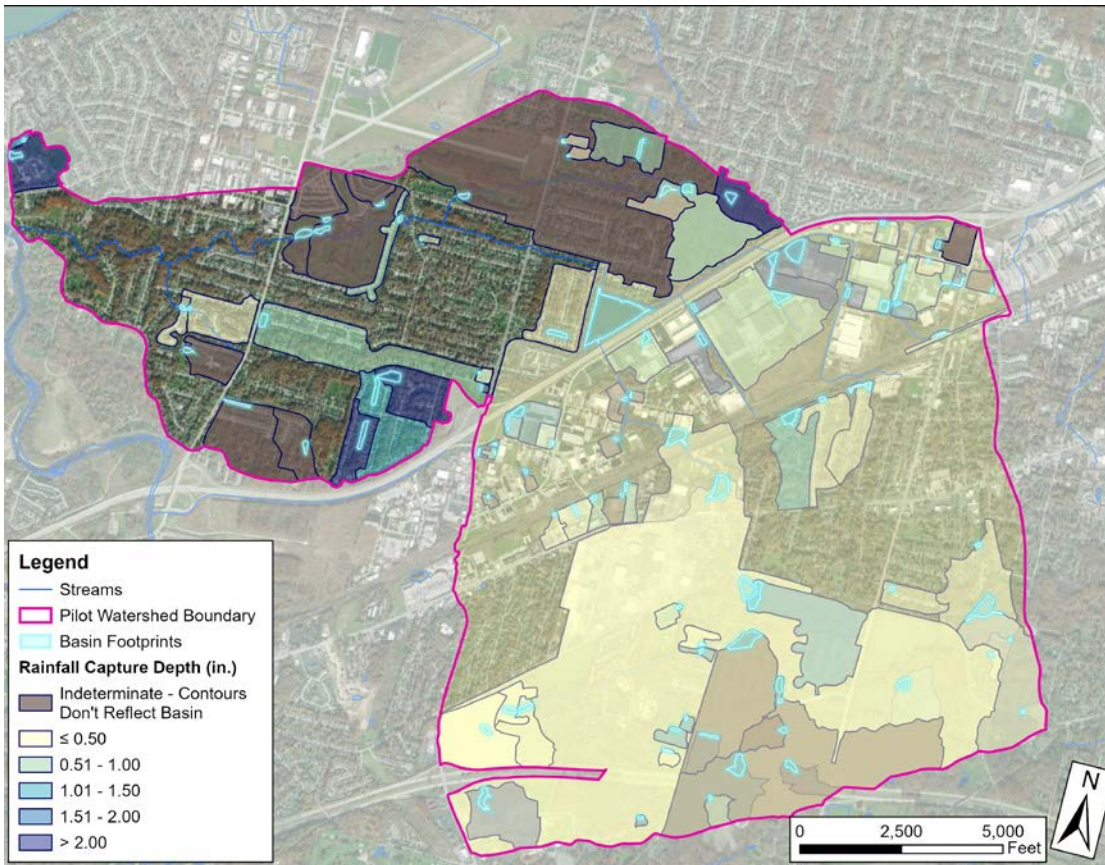 Legend
Streams
Pilot Watershed Boundary
Basin Footprints
Rainfall Capture Depth (in.)
Indeterminate - Contours
Don't Reflect Basin
≤ 0.50
0.51 - 1.00
1.01 - 1.50
1.51 - 2.00
> 2.00
N
0 2,500 5,000
Feet